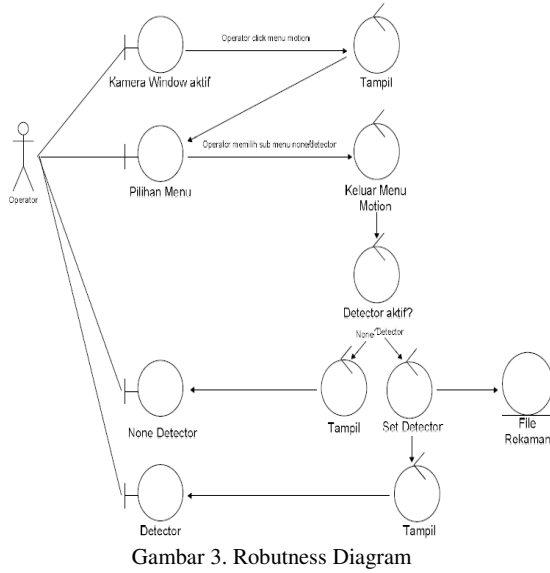 Operator click menu motion
Kamera Window aktif
Tampil
Operator memilih sub menu none/detector
Operator
Pilihan Menu
Keluar Menu
Motion
Detector aktif?
None
Detector
None Detector
Tampil
Set Detector
File
Rekaman
Detector
Tampil
Gambar 3. Robutness Diagram